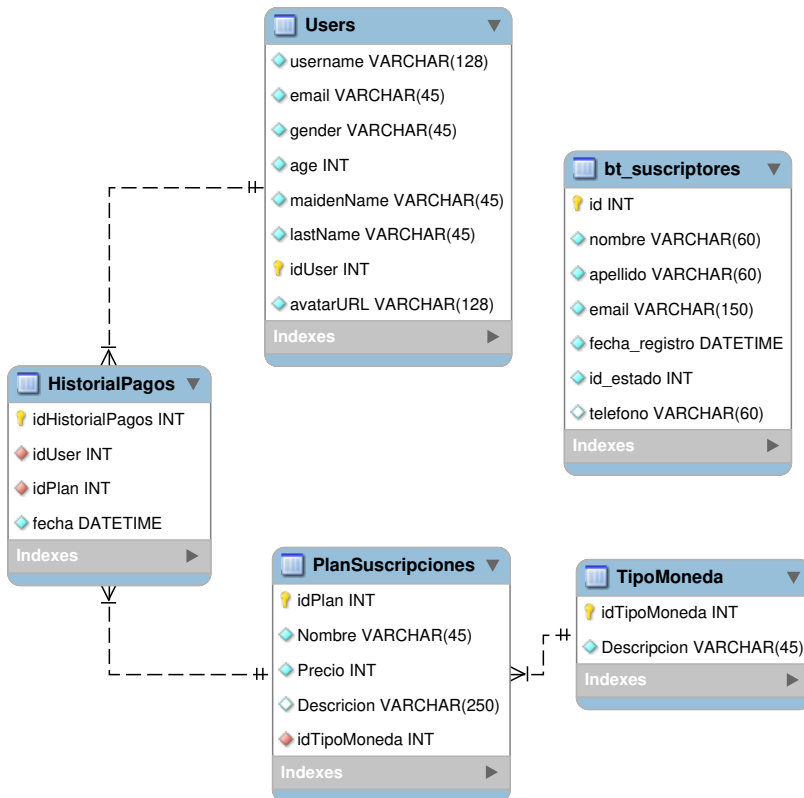 Users
username VARCHAR(128)
email VARCHAR(45)
gender VARCHAR(45)
age INT
maidenName VARCHAR(45)
lastName VARCHAR(45)
idUser INT
avatarURL VARCHAR(128)
Indexes
bt_suscriptores
id INT
nombre VARCHAR(60)
apellido VARCHAR(60)
email VARCHAR(150)
fecha_registro DATETIME
id_estado INT
telefono VARCHAR(60)
Indexes
HistorialPagos
idHistorialPagos INT
idUser INT
idPlan INT
fecha DATETIME
Indexes
PlanSuscripciones
idPlan INT
Nombre VARCHAR(45)
Precio INT
Descricion VARCHAR(250)
idTipoMoneda INT
Indexes
TipoMoneda
idTipoMoneda INT
Descripcion VARCHAR(45)
Indexes